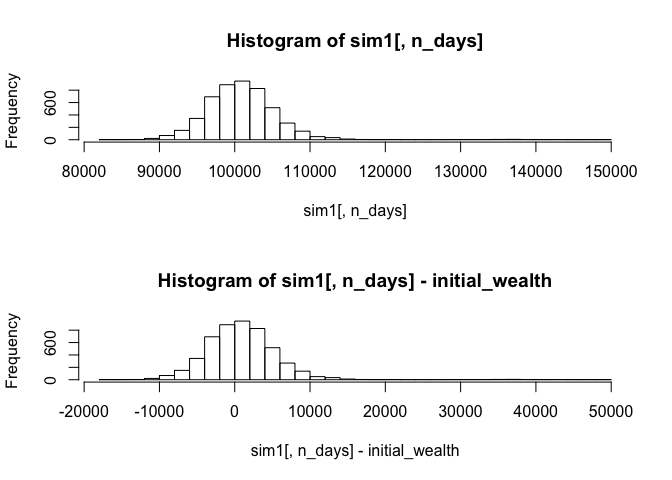 Histogram of sim1[, n_days]
Frequency
600
0
80000 90000 100000 110000 120000 130000 140000 150000
sim1[, n_days]
Histogram of sim1[, n_days] - initial_wealth
Frequency
600
0
-20000 -10000 0 10000 20000 30000 40000 50000
sim1[, n_days] - initial_wealth